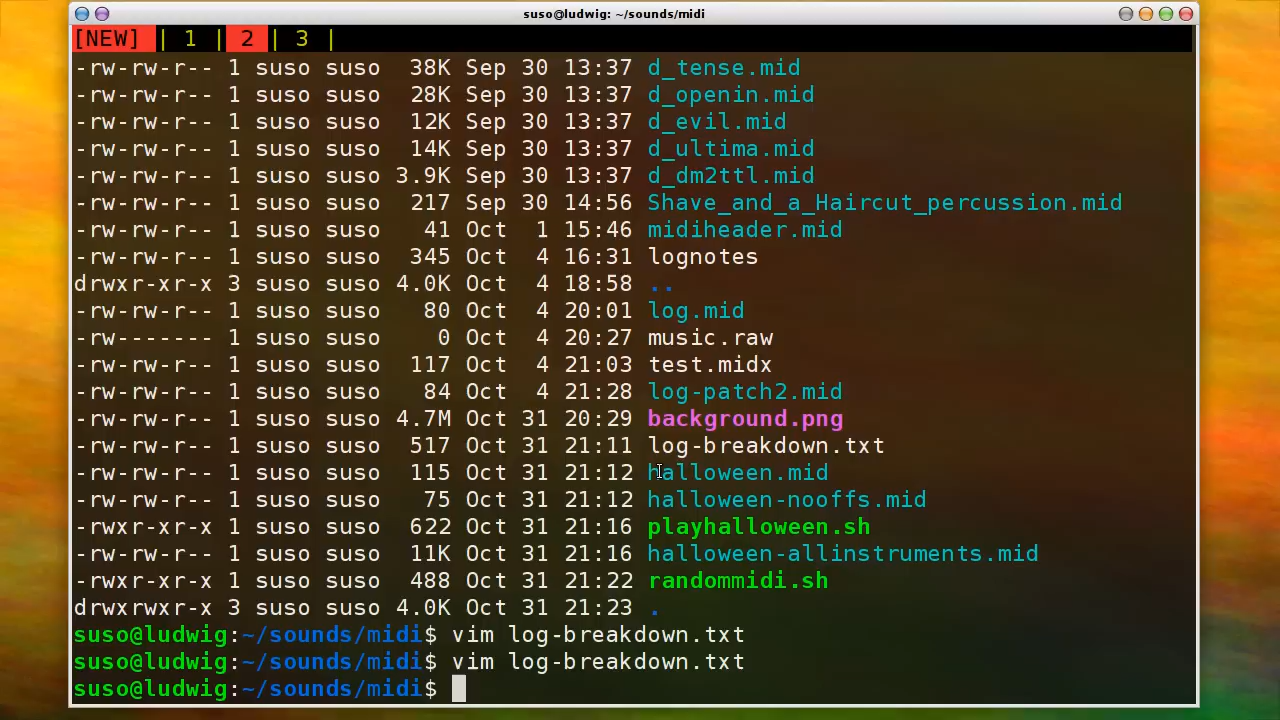 suso@ludwig: ~/sounds/midi
[NEW] | 1 | 2 | 3 |
-rw-rw-r-- 1 suso suso  38K Sep 30 13:37 d_tense.mid
-rw-rw-r-- 1 suso suso  28K Sep 30 13:37 d_openin.mid
-rw-rw-r-- 1 suso suso  12K Sep 30 13:37 d_evil.mid
-rw-rw-r-- 1 suso suso  14K Sep 30 13:37 d_ultima.mid
-rw-rw-r-- 1 suso suso 3.9K Sep 30 13:37 d_dm2ttl.mid
-rw-rw-r-- 1 suso suso  217 Sep 30 14:56 Shave_and_a_Haircut_percussion.mid
-rw-rw-r-- 1 suso suso   41 Oct  1 15:46 midiheader.mid
-rw-rw-r-- 1 suso suso  345 Oct  4 16:31 lognotes
drwxr-xr-x 3 suso suso 4.0K Oct  4 18:58 ..
-rw-rw-r-- 1 suso suso   80 Oct  4 20:01 log.mid
-rw------- 1 suso suso    0 Oct  4 20:27 music.raw
-rw-rw-r-- 1 suso suso  117 Oct  4 21:03 test.midx
-rw-rw-r-- 1 suso suso   84 Oct  4 21:28 log-patch2.mid
-rw-rw-r-- 1 suso suso 4.7M Oct 31 20:29 background.png
-rw-rw-r-- 1 suso suso  517 Oct 31 21:11 log-breakdown.txt
-rw-rw-r-- 1 suso suso  115 Oct 31 21:12 halloween.mid
-rw-rw-r-- 1 suso suso   75 Oct 31 21:12 halloween-nooffs.mid
-rwxr-xr-x 1 suso suso  622 Oct 31 21:16 playhalloween.sh
-rw-rw-r-- 1 suso suso  11K Oct 31 21:16 halloween-allinstruments.mid
-rwxr-xr-x 1 suso suso  488 Oct 31 21:22 randommidi.sh
drwxrwxr-x 3 suso suso 4.0K Oct 31 21:23 .
suso@ludwig:~/sounds/midi$ vim log-breakdown.txt
suso@ludwig:~/sounds/midi$ vim log-breakdown.txt
suso@ludwig:~/sounds/midi$